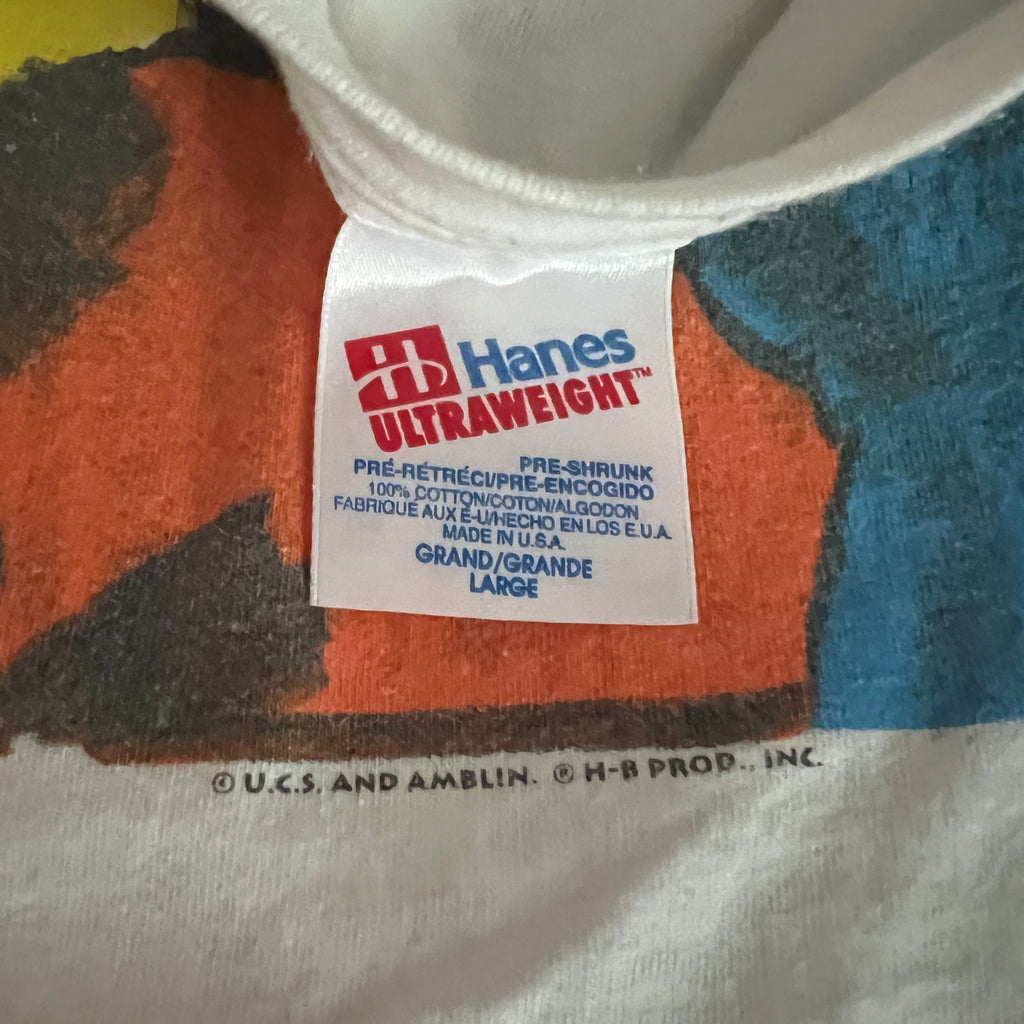 Hanes
ULTRAWEIGHT™
PRE-SHRUNK
PRÉ-RÉTRÉCI/PRE-ENCOGIDO
100% COTTON/COTON/ALGODON
FABRIQUE AUX É-U/HECHO EN LOS E.U.A.
MADE IN U.S.A.
GRAND/GRANDE
LARGE
© U.C.S. AND AMBLIN. ® H-B PROD., INC.